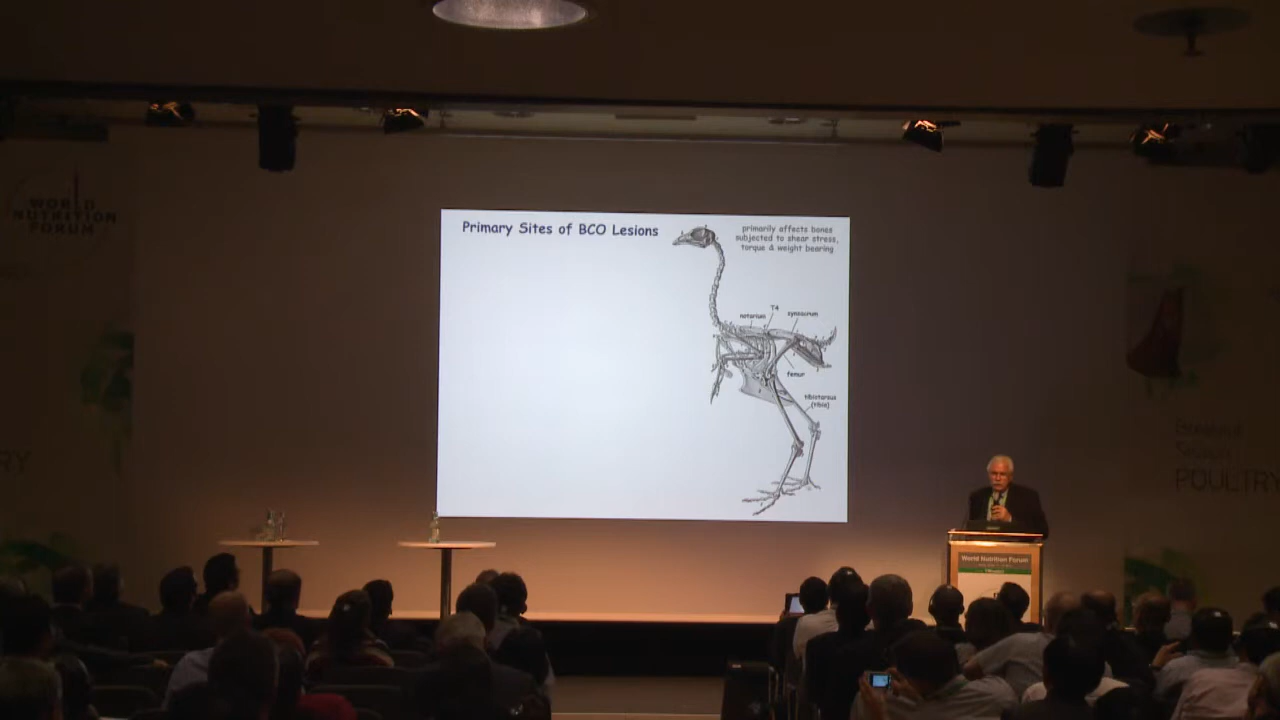 WORLD
NUTRITION
FORUM
Primary Sites of BCO Lesions
primarily affects bones
subjected to shear stress,
torque & weight bearing
T4
notarium
synsacrum
femur
tibiotarsus
(tibia)
RY
POULTRY
World Nutrition Forum